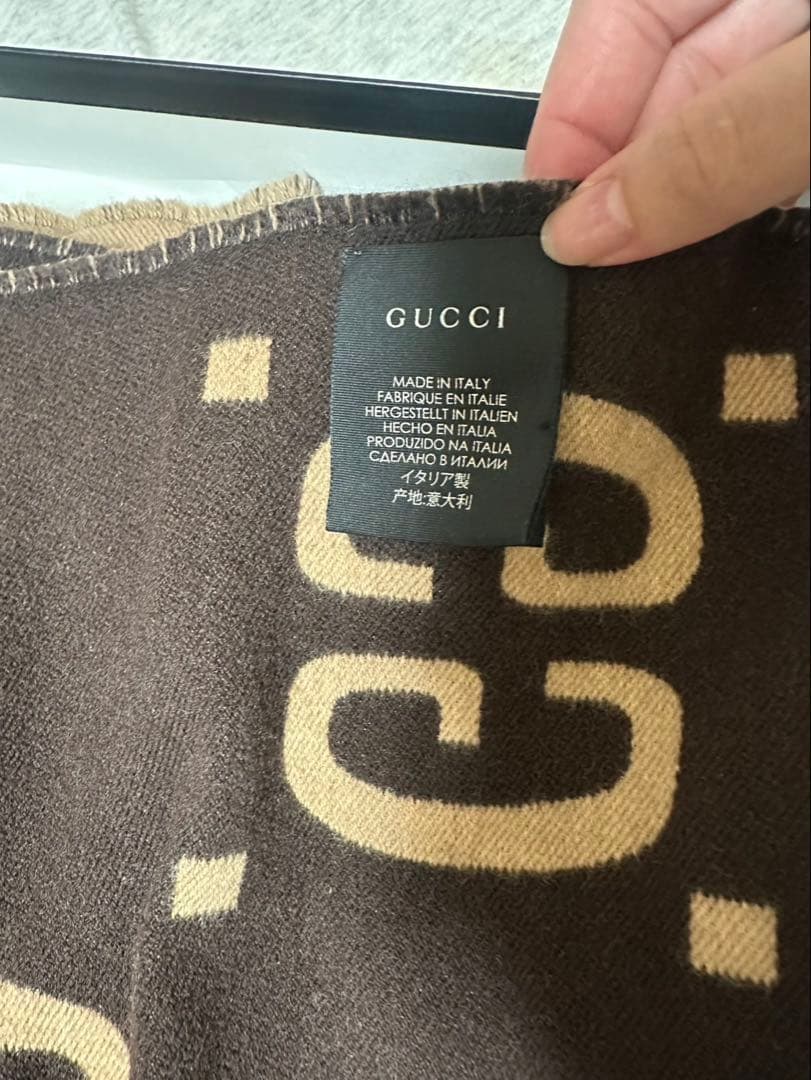 GUCCI
MADE IN ITALY
FABRIQUE EN ITALIE
HERGESTELLT IN ITALIEN
HECHO EN ITALIA
PRODUZIDO NA ITALIA
СДЕЛАНО В ИТАЛИИ
イタリア製
产地:意大利